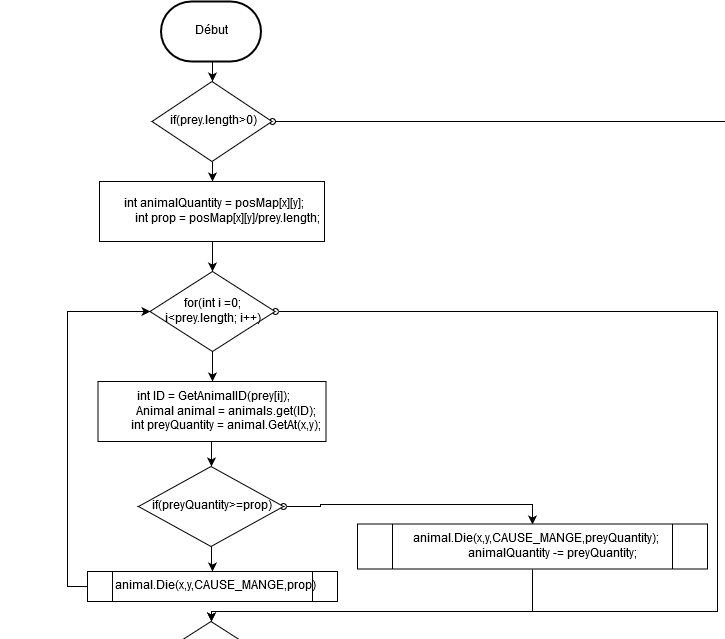 Début
if(prey.length>0)
int animalQuantity = posMap[x][y];
int prop = posMap[x][y]/prey.length;
for(int i =0;
i<prey.length; i++)
int ID = GetAnimalID(prey[i]);
Animal animal = animals.get(ID);
int preyQuantity = animal.GetAt(x,y);
if(preyQuantity>=prop)
animal.Die(x,y,CAUSE_MANGE,preyQuantity);
animalQuantity -= preyQuantity;
animal.Die(x,y,CAUSE_MANGE,prop)